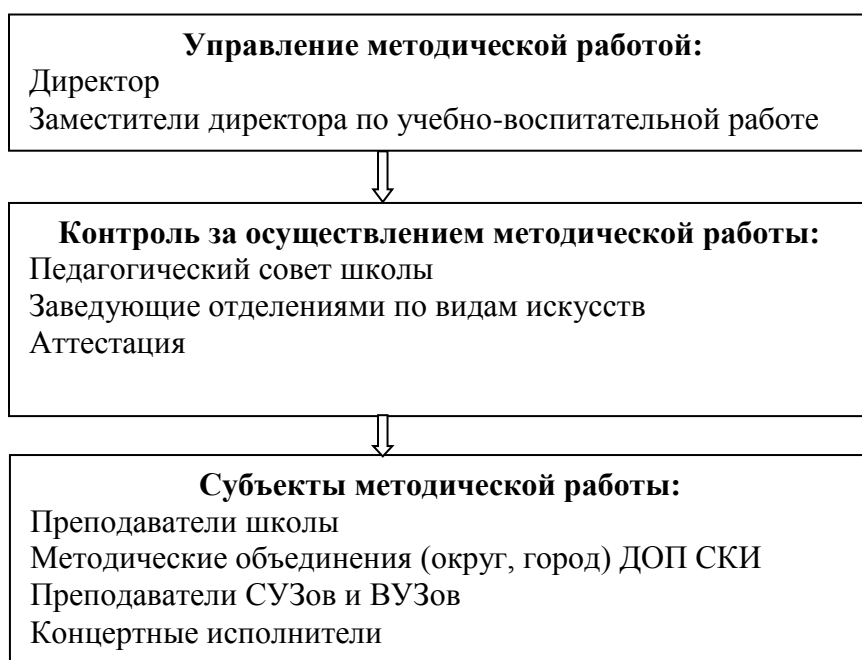 Управление методической работой:
Директор
Заместители директора по учебно-воспитательной работе
Контроль за осуществлением методической работы:
Педагогический совет школы
Заведующие отделениями по видам искусств
Аттестация
Субъекты методической работы:
Преподаватели школы
Методические объединения (округ, город) ДОП СКИ
Преподаватели СУЗов и ВУЗов
Концертные исполнители